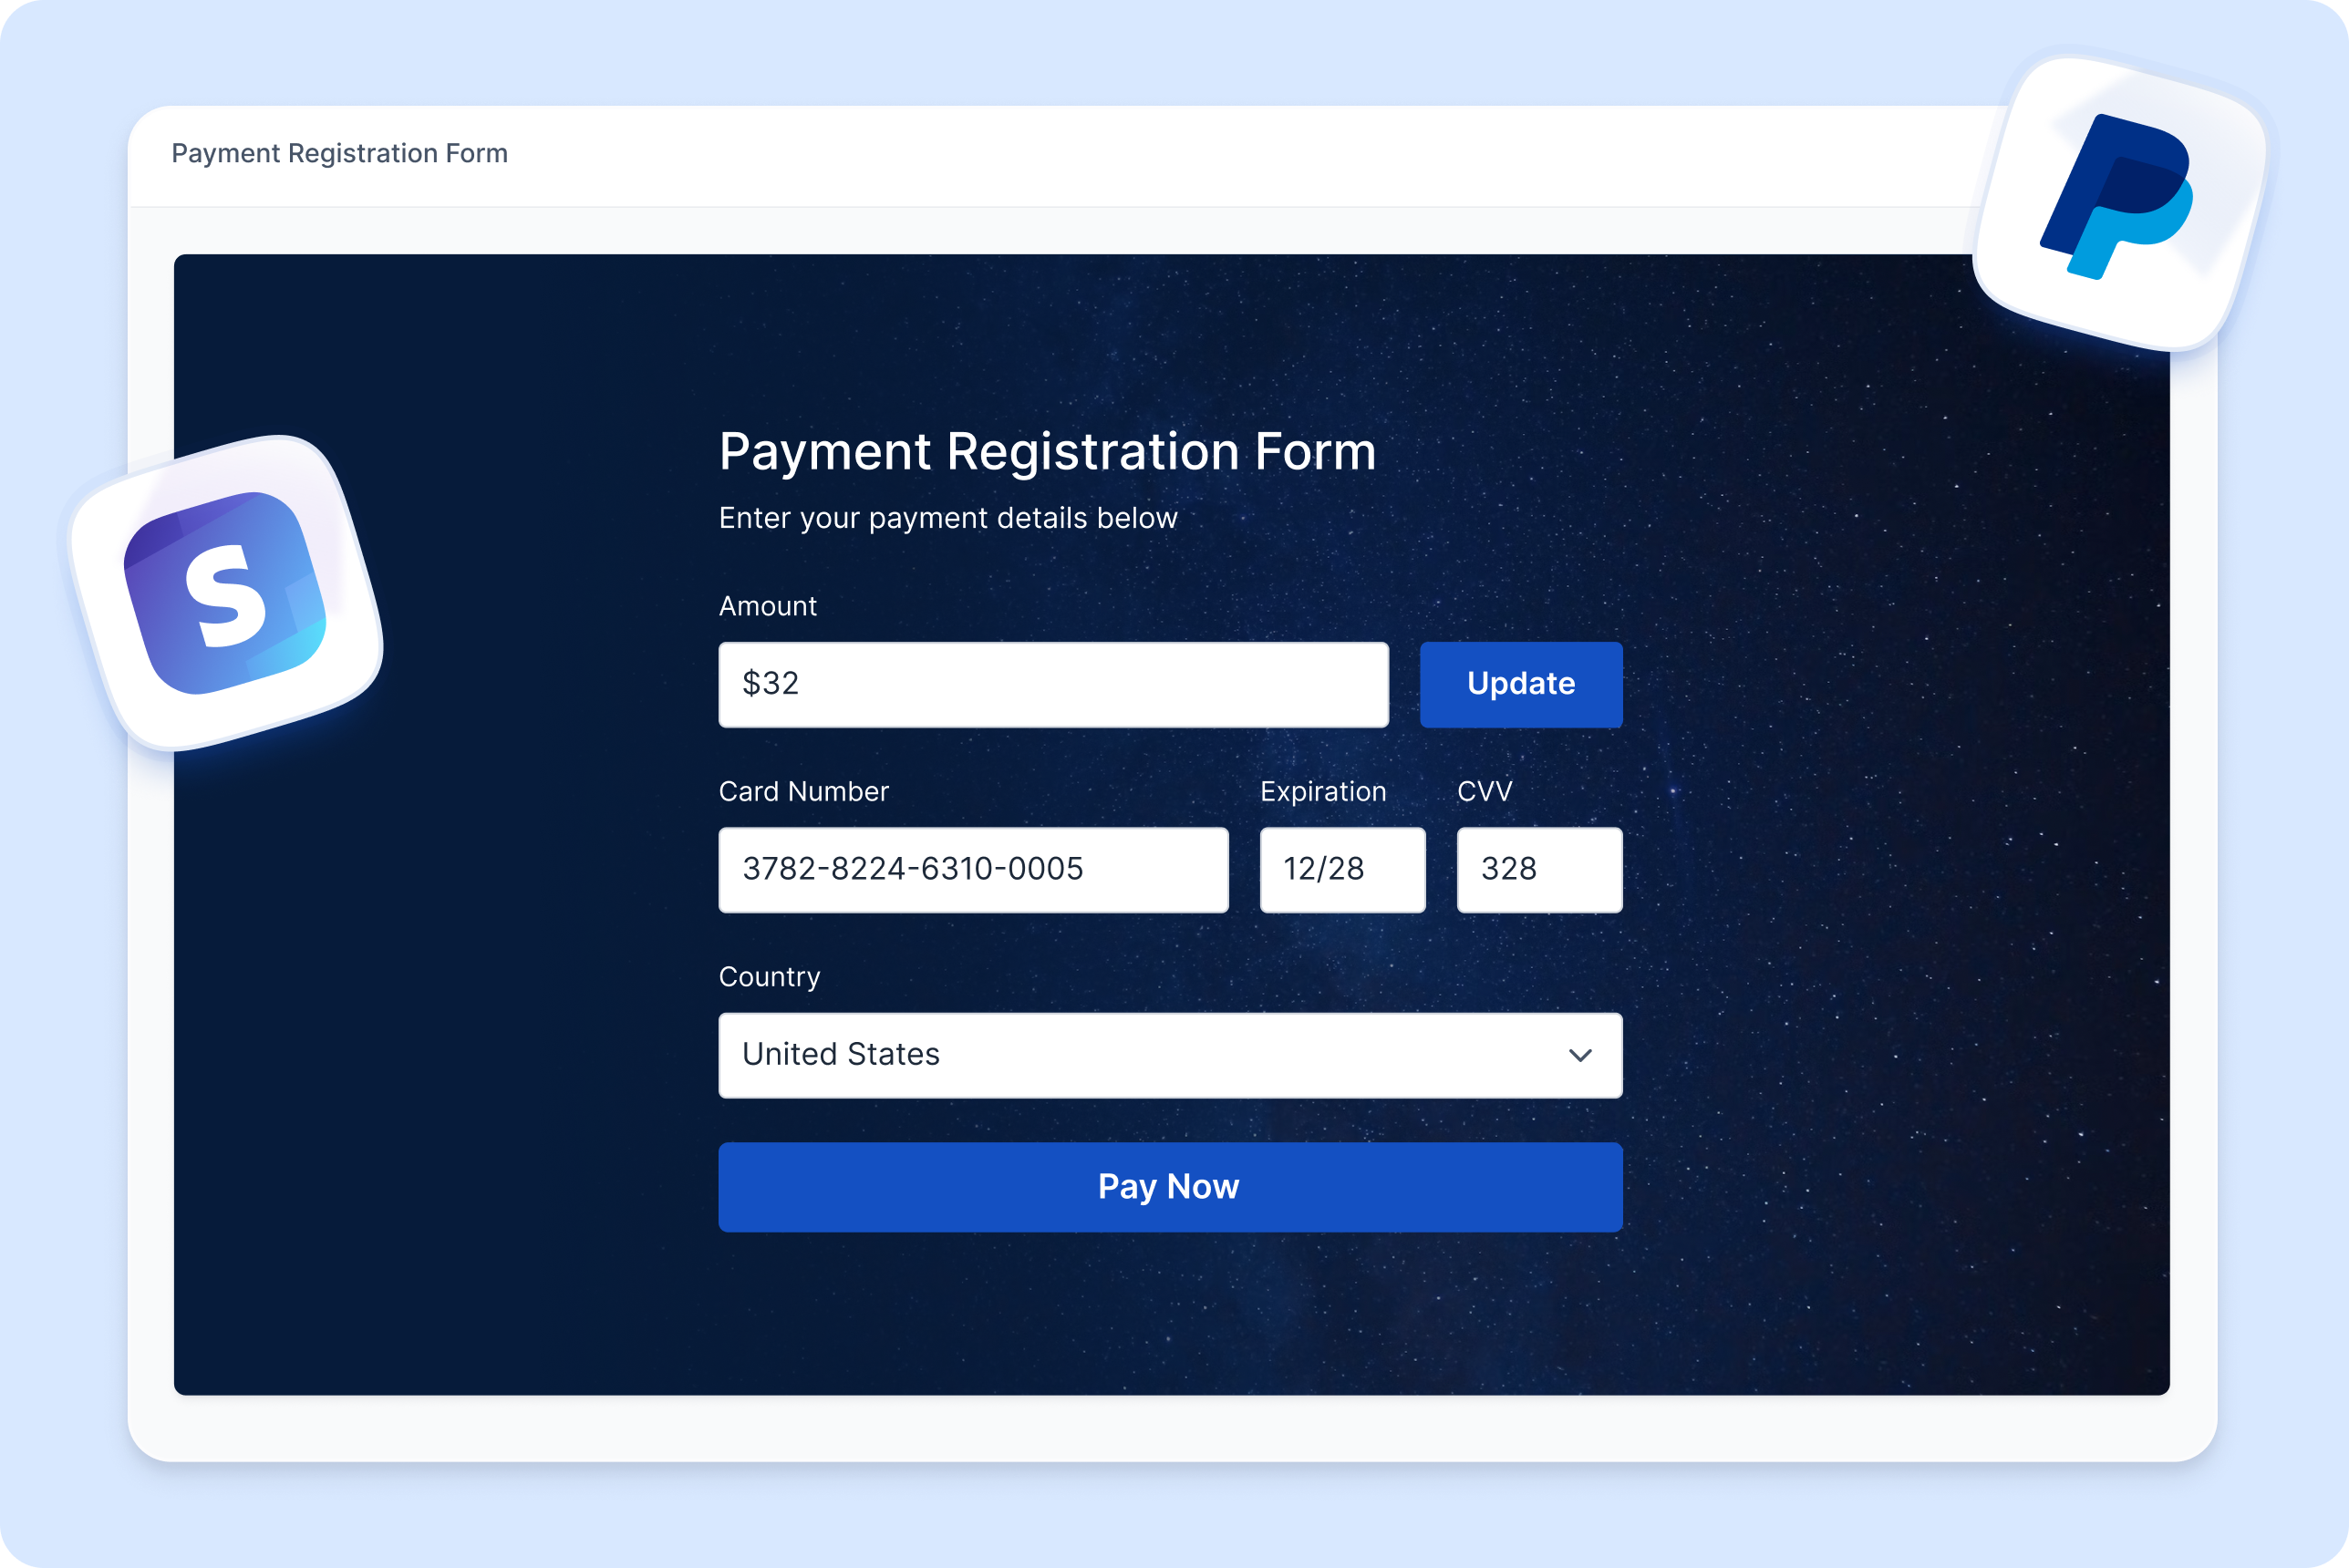 Payment Registration Form
Payment Registration Form
Enter your payment details below
Amount
$32
Update
Card Number
Expiration
CVV
3782-8224-6310-0005
12/28
328
Country
United States
Pay Now
S
P